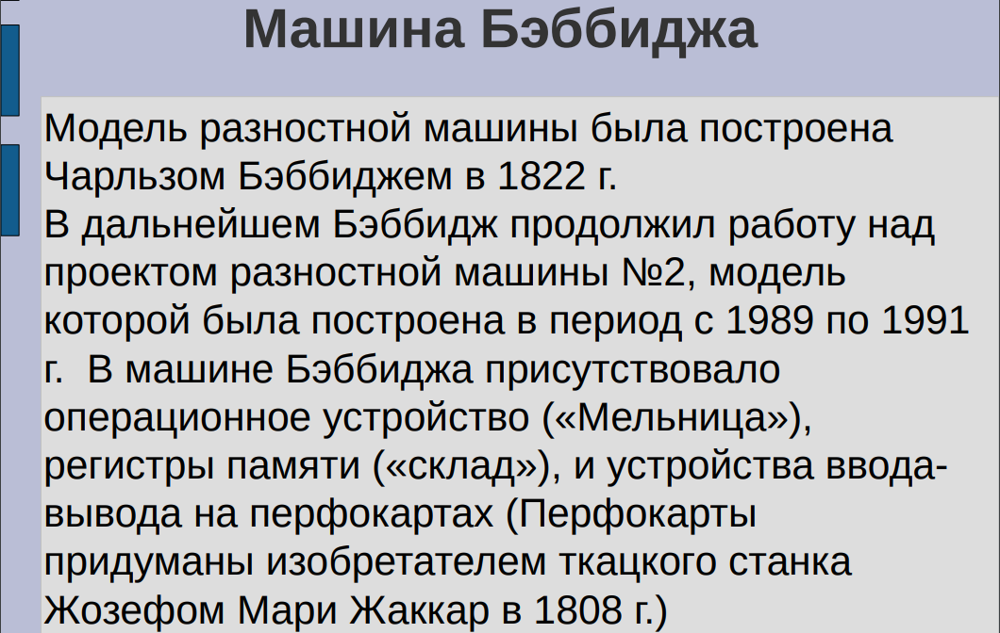 Машина Бэббиджа
Модель разностной машины была построена
Чарльзом Бэббиджем в 1822 г.
В дальнейшем Бэббидж продолжил работу над
проектом разностной машины №2, модель
которой была построена в период с 1989 по 1991
г.  В машине Бэббиджа присутствовало
операционное устройство («Мельница»),
регистры памяти («склад»), и устройства ввода-
вывода на перфокартах (Перфокарты
придуманы изобретателем ткацкого станка
Жозефом Мари Жаккар в 1808 г.)